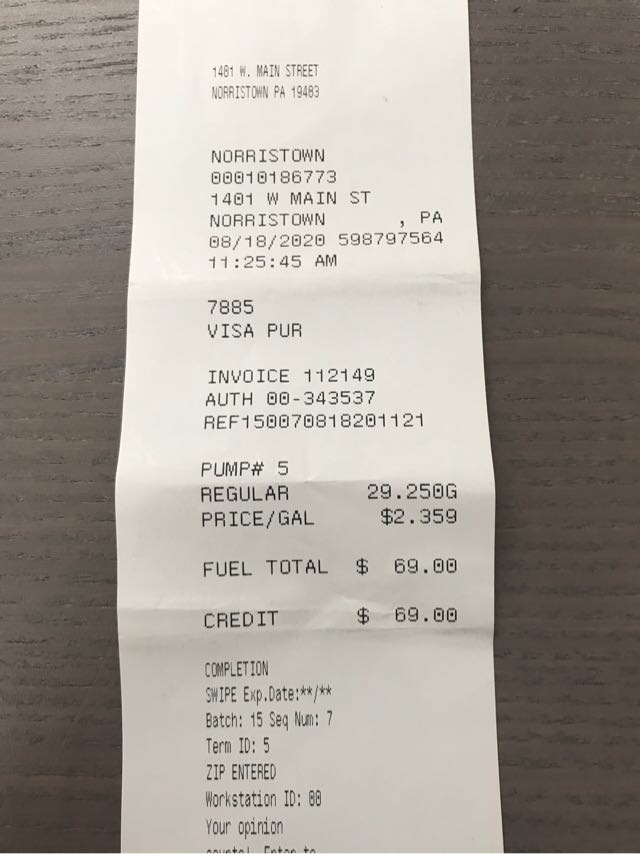 1401 W. MAIN STREET
NORRISTOWN PA 19403
NORRISTOWN
00010186773
1401 W MAIN ST
NORRISTOWN , PA
08/18/2020 598797564
11:25:45 AM
7885
VISA PUR
INVOICE 112149
AUTH 00-343537
REF150070818201121
PUMP# 5
REGULAR 29.250G
PRICE/GAL $2.359
FUEL TOTAL $ 69.00
CREDIT $ 69.00
COMPLETION
SWIPE Exp.Date:**/**
Batch: 15 Seq Num: 7
Term ID: 5
ZIP ENTERED
Workstation ID: 00
Your opinion
counts! Enter to